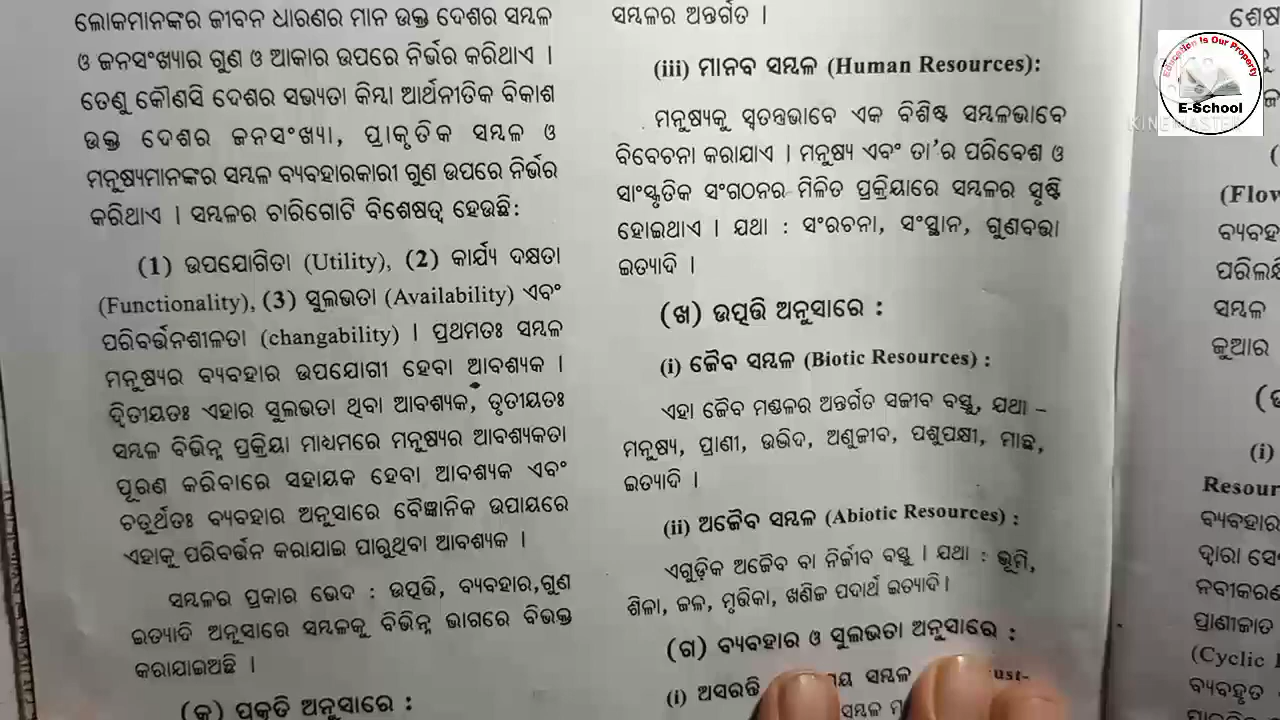 ଲୋକମାନଙ୍କର ଜୀବନ ଧାରଣର ମାନ ଉକ୍ତ ଦେଶର ସମ୍ବଳ
ଓ ଜନସଂଖ୍ୟାର ଗୁଣ ଓ ଆକାର ଉପରେ ନିର୍ଭର କରିଥାଏ ।
ତେଣୁ କୌଣସି ଦେଶର ସଭ୍ୟତା କିମ୍ବା ଆର୍ଥନୀତିକ ବିକାଶ
ଉକ୍ତ ଦେଶର ଜନସଂଖ୍ୟା, ପ୍ରାକୃତିକ ସମ୍ବଳ ଓ
ମନୁଷ୍ୟମାନଙ୍କର ସମ୍ବଳ ବ୍ୟବହାରକାରୀ ଗୁଣ ଉପରେ ନିର୍ଭର
କରିଥାଏ । ସମ୍ବଳର ଚାରିଗୋଟି ବିଶେଷତ୍ୱ ହେଉଛି:
(1) ଉପଯୋଗିତା (Utility), (2) କାର୍ଯ୍ୟ ଦକ୍ଷତା
(Functionality), (3) ସୁଲଭତା (Availability) ଏବଂ
ପରିବର୍ତ୍ତନଶୀଳତା (changability) । ପ୍ରଥମତଃ ସମ୍ବଳ
ମନୁଷ୍ୟର ବ୍ୟବହାର ଉପଯୋଗୀ ହେବା ଆବଶ୍ୟକ ।
ଦ୍ୱିତୀୟତଃ ଏହାର ସୁଲଭତା ଥିବା ଆବଶ୍ୟକ, ତୃତୀୟତଃ
ସମ୍ବଳ ବିଭିନ୍ନ ପ୍ରକ୍ରିୟା ମାଧ୍ୟମରେ ମନୁଷ୍ୟର ଆବଶ୍ୟକତା
ପୂରଣ କରିବାରେ ସହାୟକ ହେବା ଆବଶ୍ୟକ ଏବଂ
ଚତୁର୍ଥତଃ ବ୍ୟବହାର ଅନୁସାରେ ବୈଜ୍ଞାନିକ ଉପାୟରେ
ଏହାକୁ ପରିବର୍ତ୍ତନ କରାଯାଇ ପାରୁଥିବା ଆବଶ୍ୟକ ।
ସମ୍ବଳର ପ୍ରକାର ଭେଦ : ଉତ୍ପତ୍ତି, ବ୍ୟବହାର,ଗୁଣ
ଇତ୍ୟାଦି ଅନୁସାରେ ସମ୍ବଳକୁ ବିଭିନ୍ନ ଭାଗରେ ବିଭକ୍ତ
କରାଯାଇଅଛି ।
(କ) ପ୍ରକୃତି ଅନୁସାରେ :
ସମ୍ବଳର ଅନ୍ତର୍ଗତ ।
(iii) ମାନବ ସମ୍ବଳ (Human Resources):
ମନୁଷ୍ୟକୁ ସ୍ୱତନ୍ତ୍ରଭାବେ ଏକ ବିଶିଷ୍ଟ ସମ୍ବଳଭାବେ
ବିବେଚନା କରାଯାଏ । ମନୁଷ୍ୟ ଏବଂ ତା'ର ପରିବେଶ ଓ
ସାଂସ୍କୃତିକ ସଂଗଠନର ମିଳିତ ପ୍ରକ୍ରିୟାରେ ସମ୍ବଳର ସୃଷ୍ଟି
ହୋଇଥାଏ । ଯଥା : ସଂରଚନା, ସଂସ୍ଥାନ, ଗୁଣବତ୍ତା
ଇତ୍ୟାଦି ।
(ଖ) ଉତ୍ପତ୍ତି ଅନୁସାରେ :
(i) ଜୈବ ସମ୍ବଳ (Biotic Resources) :
ଏହା ଜୈବ ମଣ୍ଡଳର ଅନ୍ତର୍ଗତ ସଜୀବ ବସ୍ତୁ, ଯଥା –
ମନୁଷ୍ୟ, ପ୍ରାଣୀ, ଉଦ୍ଭିଦ, ଅଣୁଜୀବ, ପଶୁପକ୍ଷୀ, ମାଛ,
ଇତ୍ୟାଦି ।
(ii) ଅଜୈବ ସମ୍ବଳ (Abiotic Resources) :
ଏଗୁଡ଼ିକ ଅଜୈବ ବା ନିର୍ଜୀବ ବସ୍ତୁ । ଯଥା : ଭୂମି,
ଶିଳା, ଜଳ, ମୃତ୍ତିକା, ଖଣିଜ ପଦାର୍ଥ ଇତ୍ୟାଦି।
(ଗ) ବ୍ୟବହାର ଓ ସୁଲଭତା ଅନୁସାରେ :
(i) ଅସରନ୍ତି ସମ୍ବଳ
Education Is Our Property
E-School
KINEMASTER
(Flow
ପରିଲକ୍ଷି
ସମ୍ବଳ
ଜୁଆର
(i)
Resour
ବ୍ୟବହାର
ଦ୍ୱାରା ସେ
ନବୀକରଣ
ପ୍ରାଣୀଜାତ
(Cyclic
ବ୍ୟବହୃତ